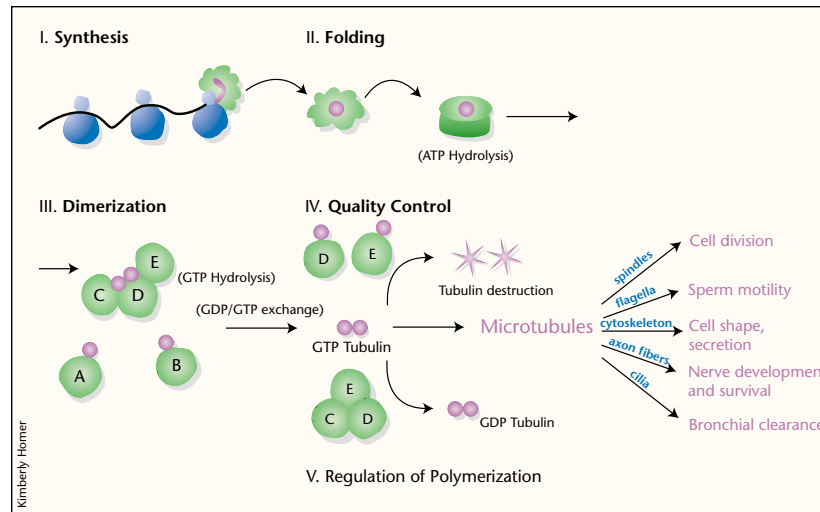 I. Synthesis
II. Folding
(ATP Hydrolysis)
III. Dimerization
E
C
D
(GTP Hydrolysis)
(GDP/GTP exchange)
A
B
IV. Quality Control
D
E
Tubulin destruction
GTP Tubulin
Microtubules
E
C
D
GDP Tubulin
spindles
flagella
cytoskeleton
axon fibers
cilia
Cell division
Sperm motility
Cell shape,
secretion
Nerve development
and survival
Bronchial clearance
V. Regulation of Polymerization
Kimberly Homer